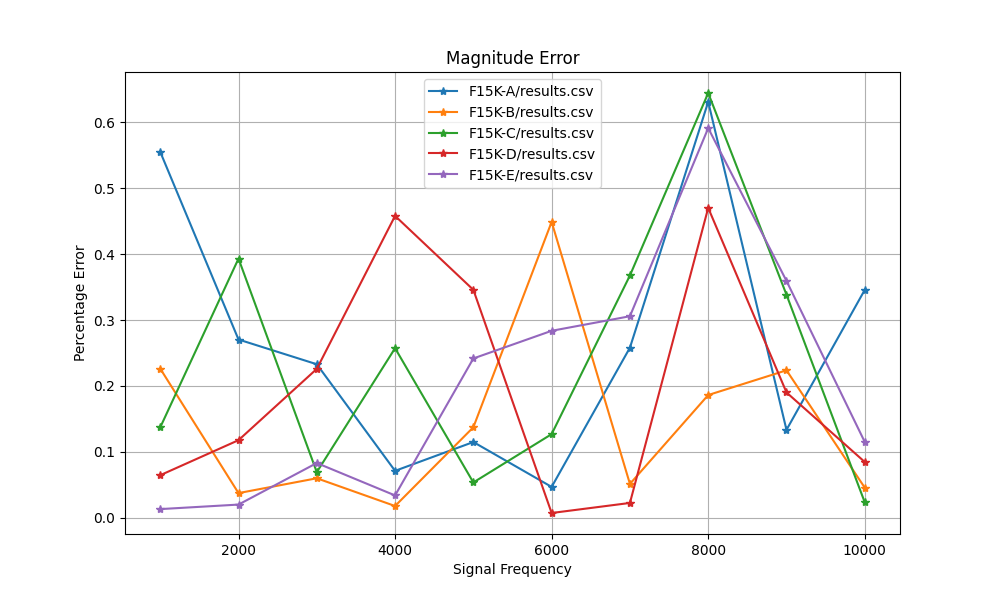 Magnitude Error
F15K-A/results.csv
F15K-B/results.csv
F15K-C/results.csv
F15K-D/results.csv
F15K-E/results.csv
Percentage Error
0.6
0.5
0.4
0.3
0.2
0.1
0.0
2000 4000 6000 8000 10000
Signal Frequency